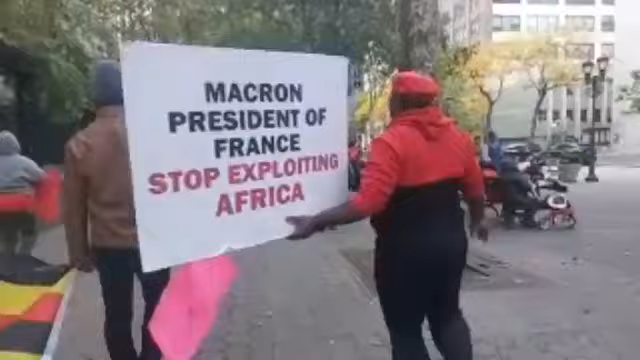 MACRON
PRESIDENT OF
FRANCE
STOP EXPLOITING
AFRICA